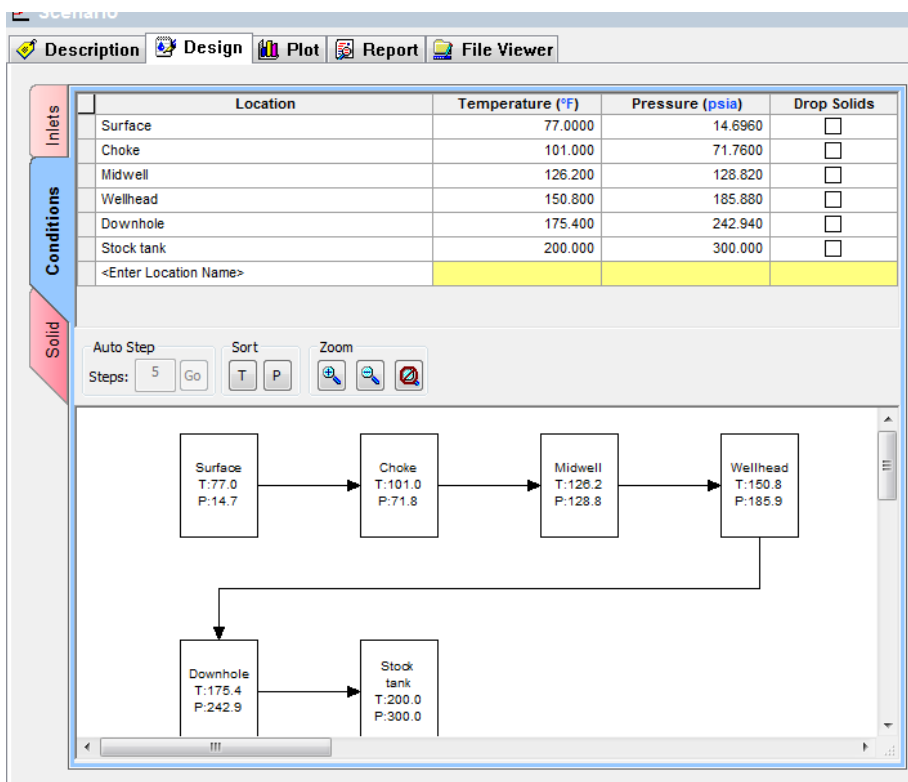 Scenario
Description Design Plot Report File Viewer
Inlets
Conditions
Solid
Location Temperature (°F) Pressure (psia) Drop Solids
Surface 77.0000 14.6960
Choke 101.000 71.7600
Midwell 126.200 128.820
Wellhead 150.800 185.880
Downhole 175.400 242.940
Stock tank 200.000 300.000
<Enter Location Name>
Auto Step Sort Zoom
Steps: 5 Go T P
Surface
T:77.0
P:14.7
Choke
T:101.0
P:71.8
Midwell
T:126.2
P:128.8
Wellhead
T:150.8
P:185.9
Downhole
T:175.4
P:242.9
Stock
tank
T:200.0
P:300.0